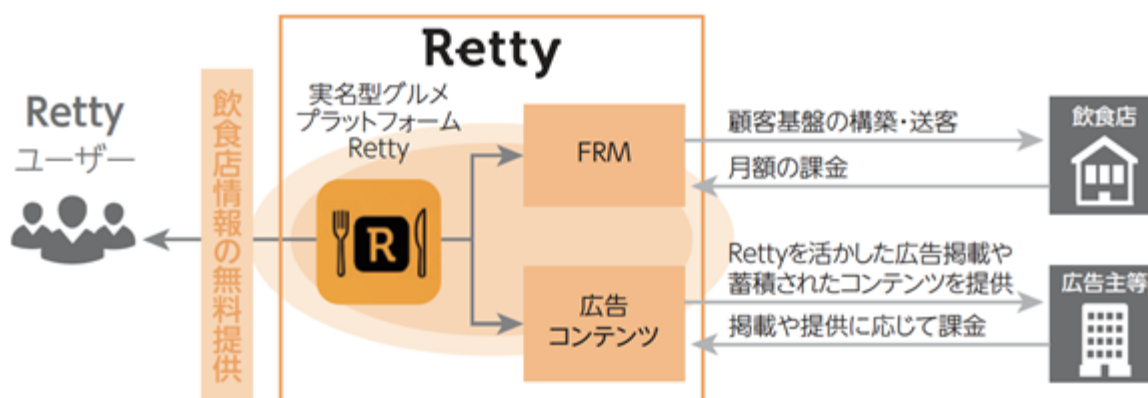 Retty
Retty
ユーザー
飲食店情報の無料提供
実名型グルメ
プラットフォーム
Retty
R
FRM
広告
コンテンツ
顧客基盤の構築・送客
月額の課金
飲食店
Rettyを活かした広告掲載や
蓄積されたコンテンツを提供
掲載や提供に応じて課金
広告主等